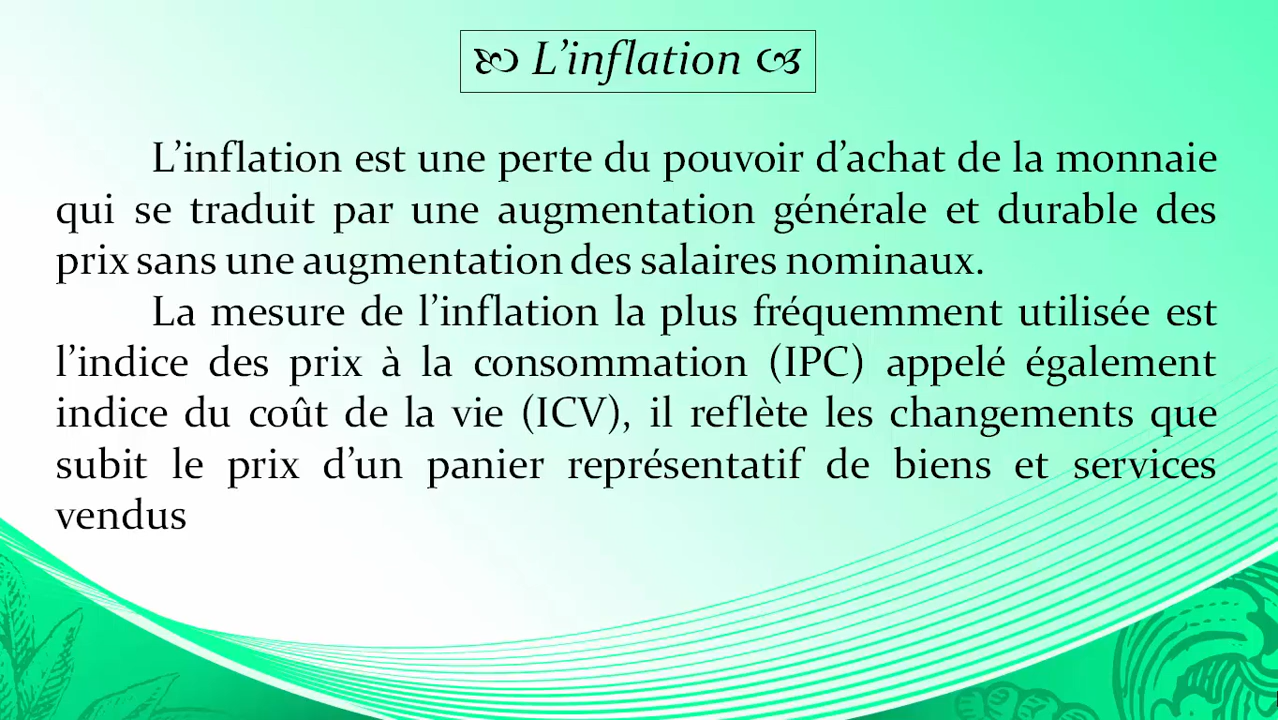 L’inflation
L’inflation est une perte du pouvoir d’achat de la monnaie
qui se traduit par une augmentation générale et durable des
prix sans une augmentation des salaires nominaux.
La mesure de l’inflation la plus fréquemment utilisée est
l’indice des prix à la consommation (IPC) appelé également
indice du coût de la vie (ICV), il reflète les changements que
subit le prix d’un panier représentatif de biens et services
vendus